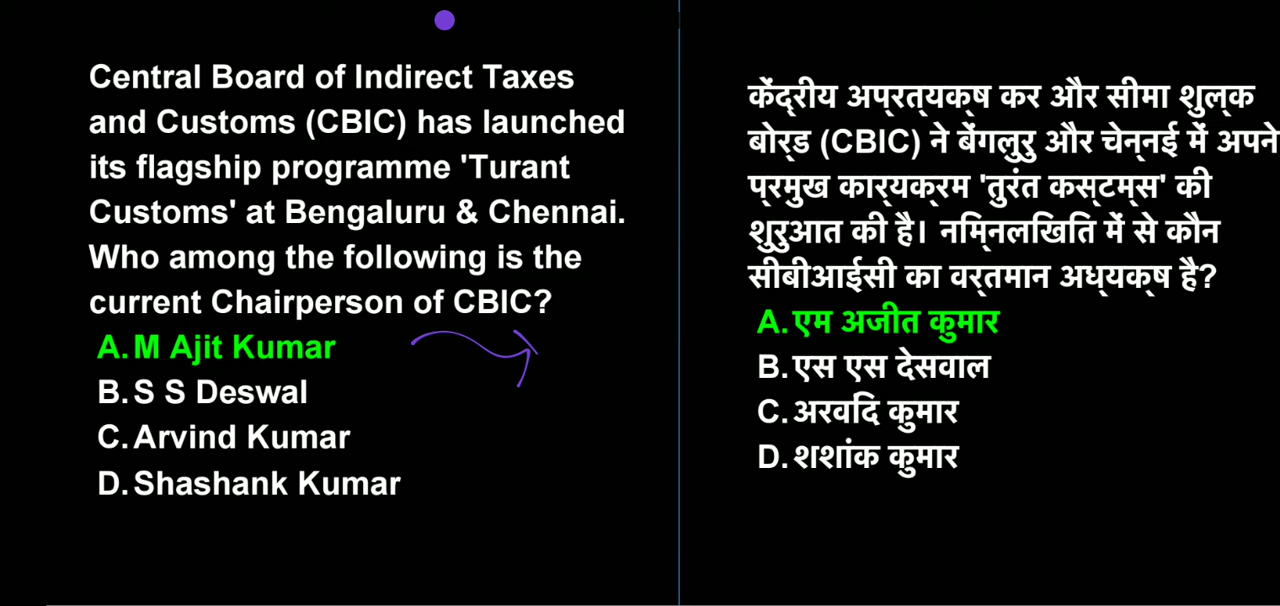 Central Board of Indirect Taxes
and Customs (CBIC) has launched
its flagship programme 'Turant
Customs' at Bengaluru & Chennai.
Who among the following is the
current Chairperson of CBIC?
A. M Ajit Kumar
B. S S Deswal
C. Arvind Kumar
D. Shashank Kumar
केंद्रीय अप्रत्यक्ष कर और सीमा शुल्क
बोर्ड (CBIC) ने बेंगलुरु और चेन्नई में अपने
प्रमुख कार्यक्रम 'तुरंत कस्टम्स' की
शुरुआत की है। निम्नलिखित में से कौन
सीबीआईसी का वर्तमान अध्यक्ष है?
A. एम अजीत कुमार
B. एस एस देसवाल
C. अरविंद कुमार
D. शशांक कुमार